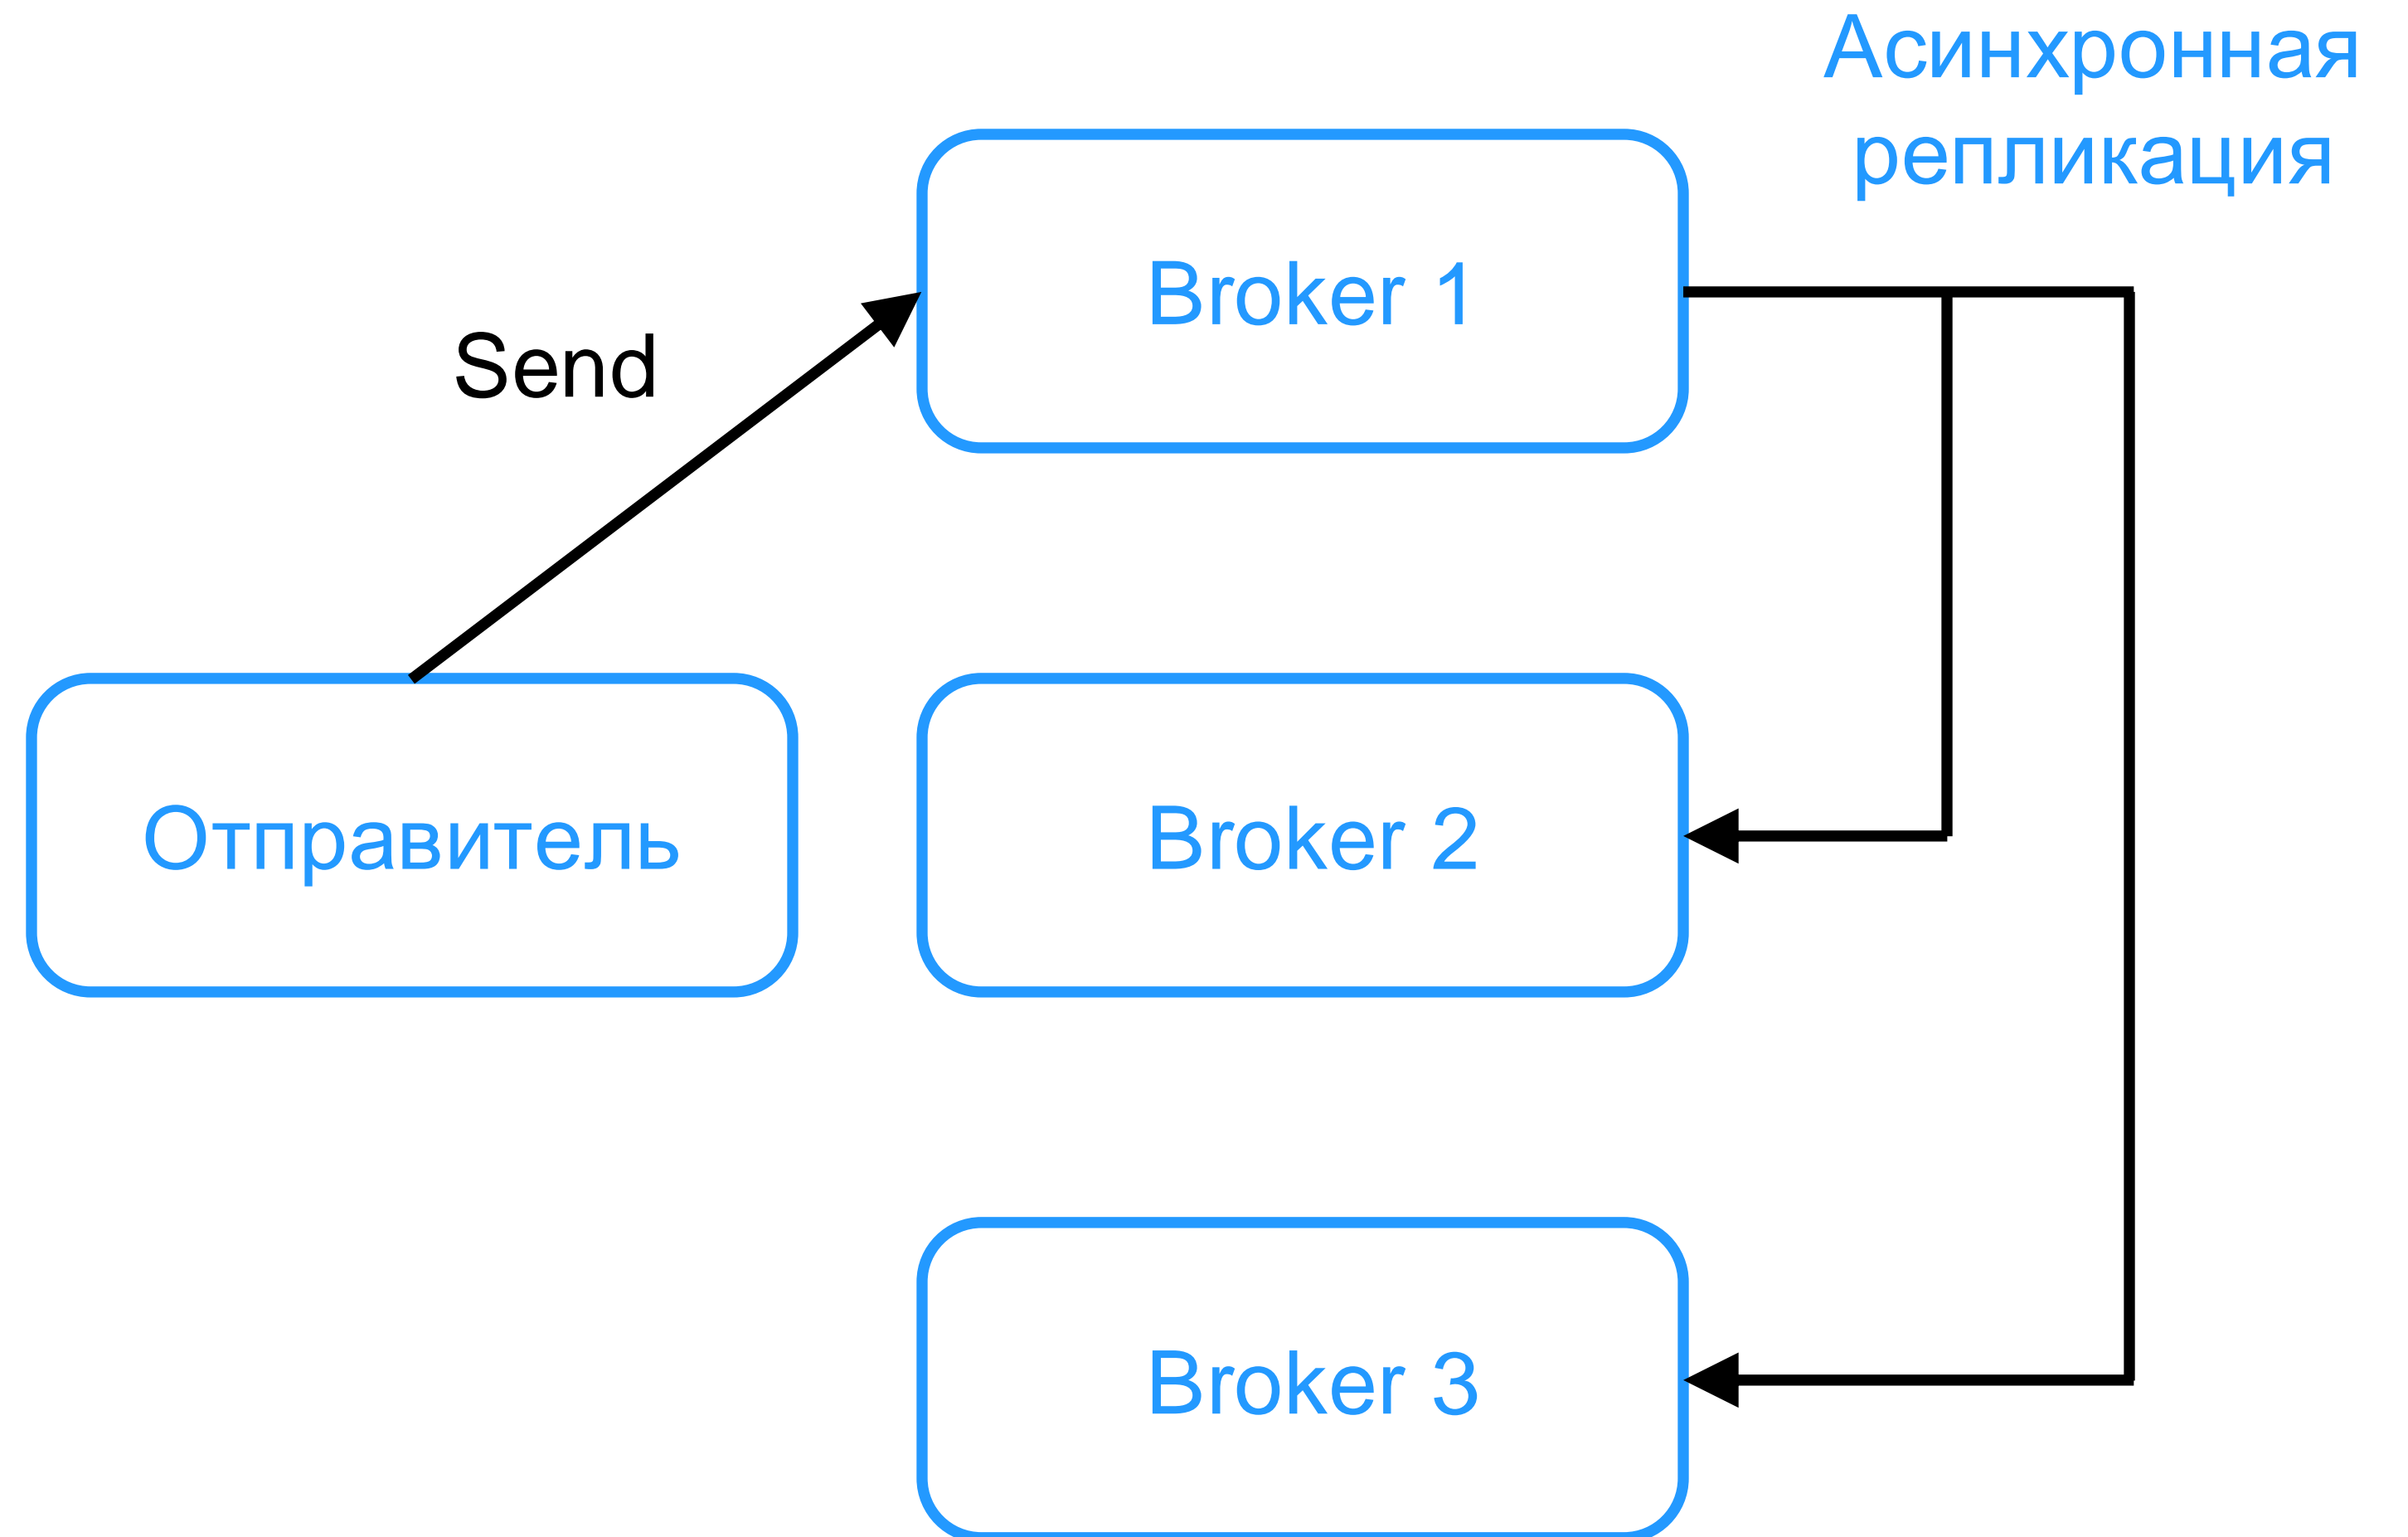 Асинхронная
репликация
Broker 1
Send
Отправитель
Broker 2
Broker 3